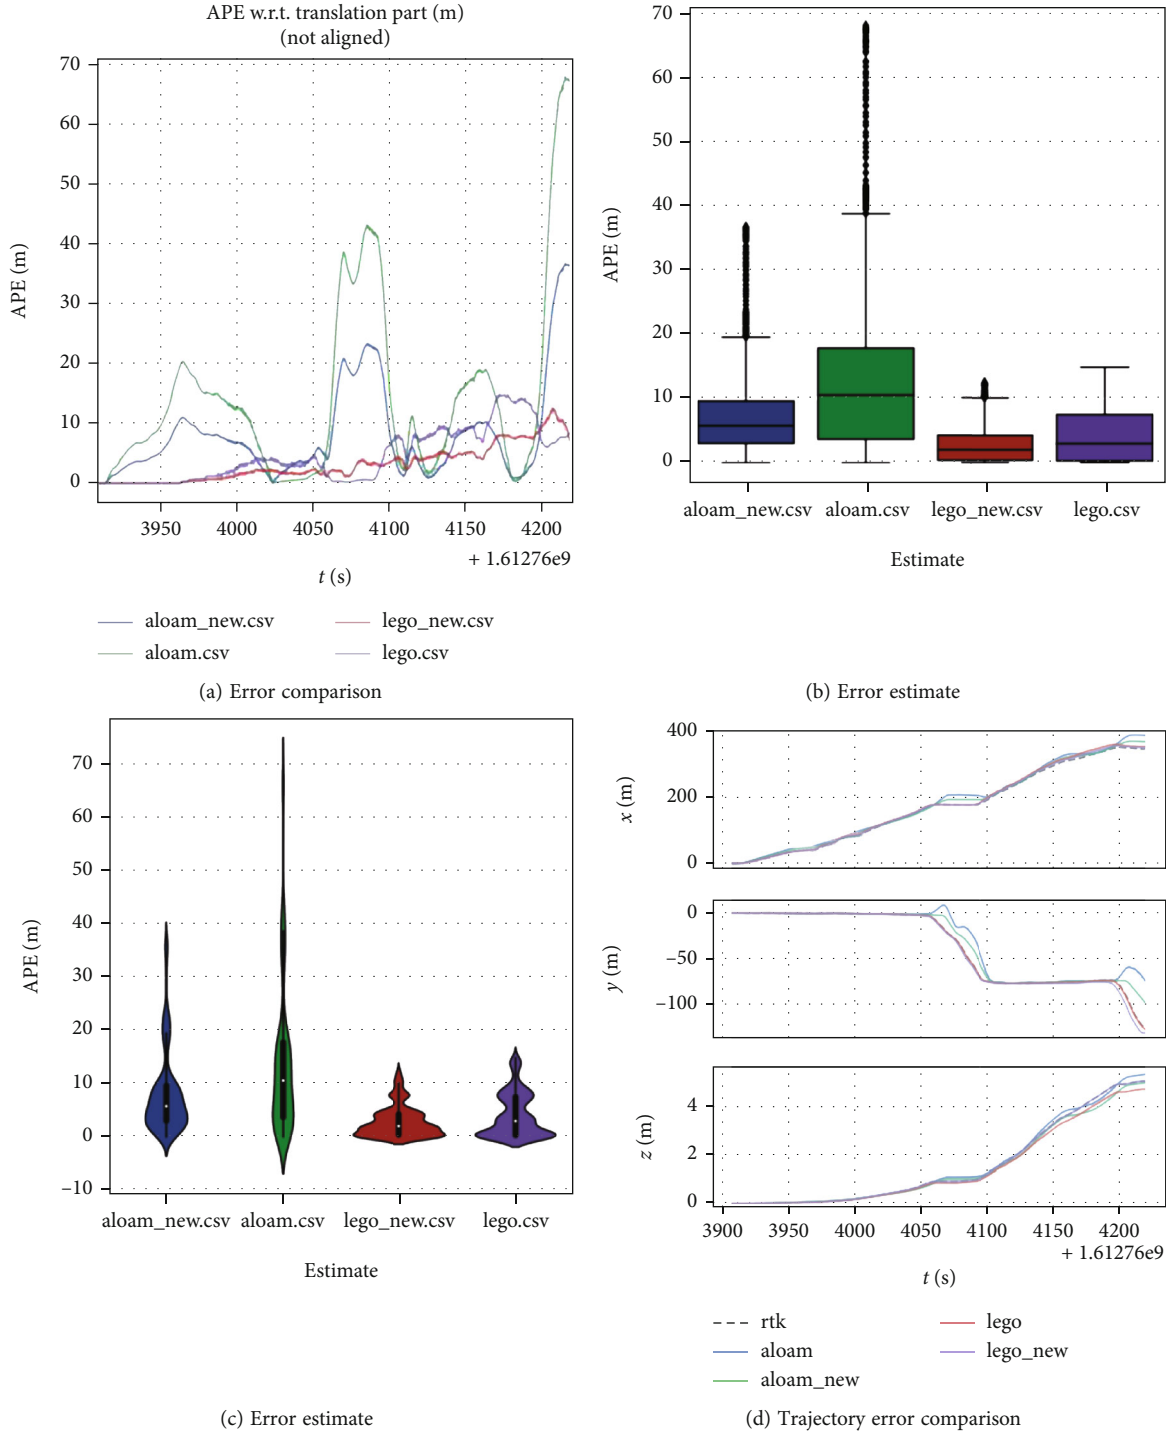 APE w.r.t. translation part (m)
(not aligned)
70
60
50
40
30
20
10
0
APE (m)
3950
4000
4050
4100
4150
4200
+ 1.61276e9
t (s)
aloam_new.csv
lego_new.csv
aloam.csv
lego.csv
(a) Error comparison
70
60
50
40
30
20
10
0
APE (m)
aloam_new.csv
aloam.csv
lego_new.csv
lego.csv
Estimate
(b) Error estimate
70
60
50
40
30
20
10
0
–10
APE (m)
aloam_new.csv
aloam.csv
lego_new.csv
lego.csv
Estimate
(c) Error estimate
400
200
0
x (m)
0
–50
–100
y (m)
4
2
0
z (m)
3900
3950
4000
4050
4100
4150
4200
+ 1.61276e9
t (s)
rtk
lego
aloam
lego_new
aloam_new
(d) Trajectory error comparison